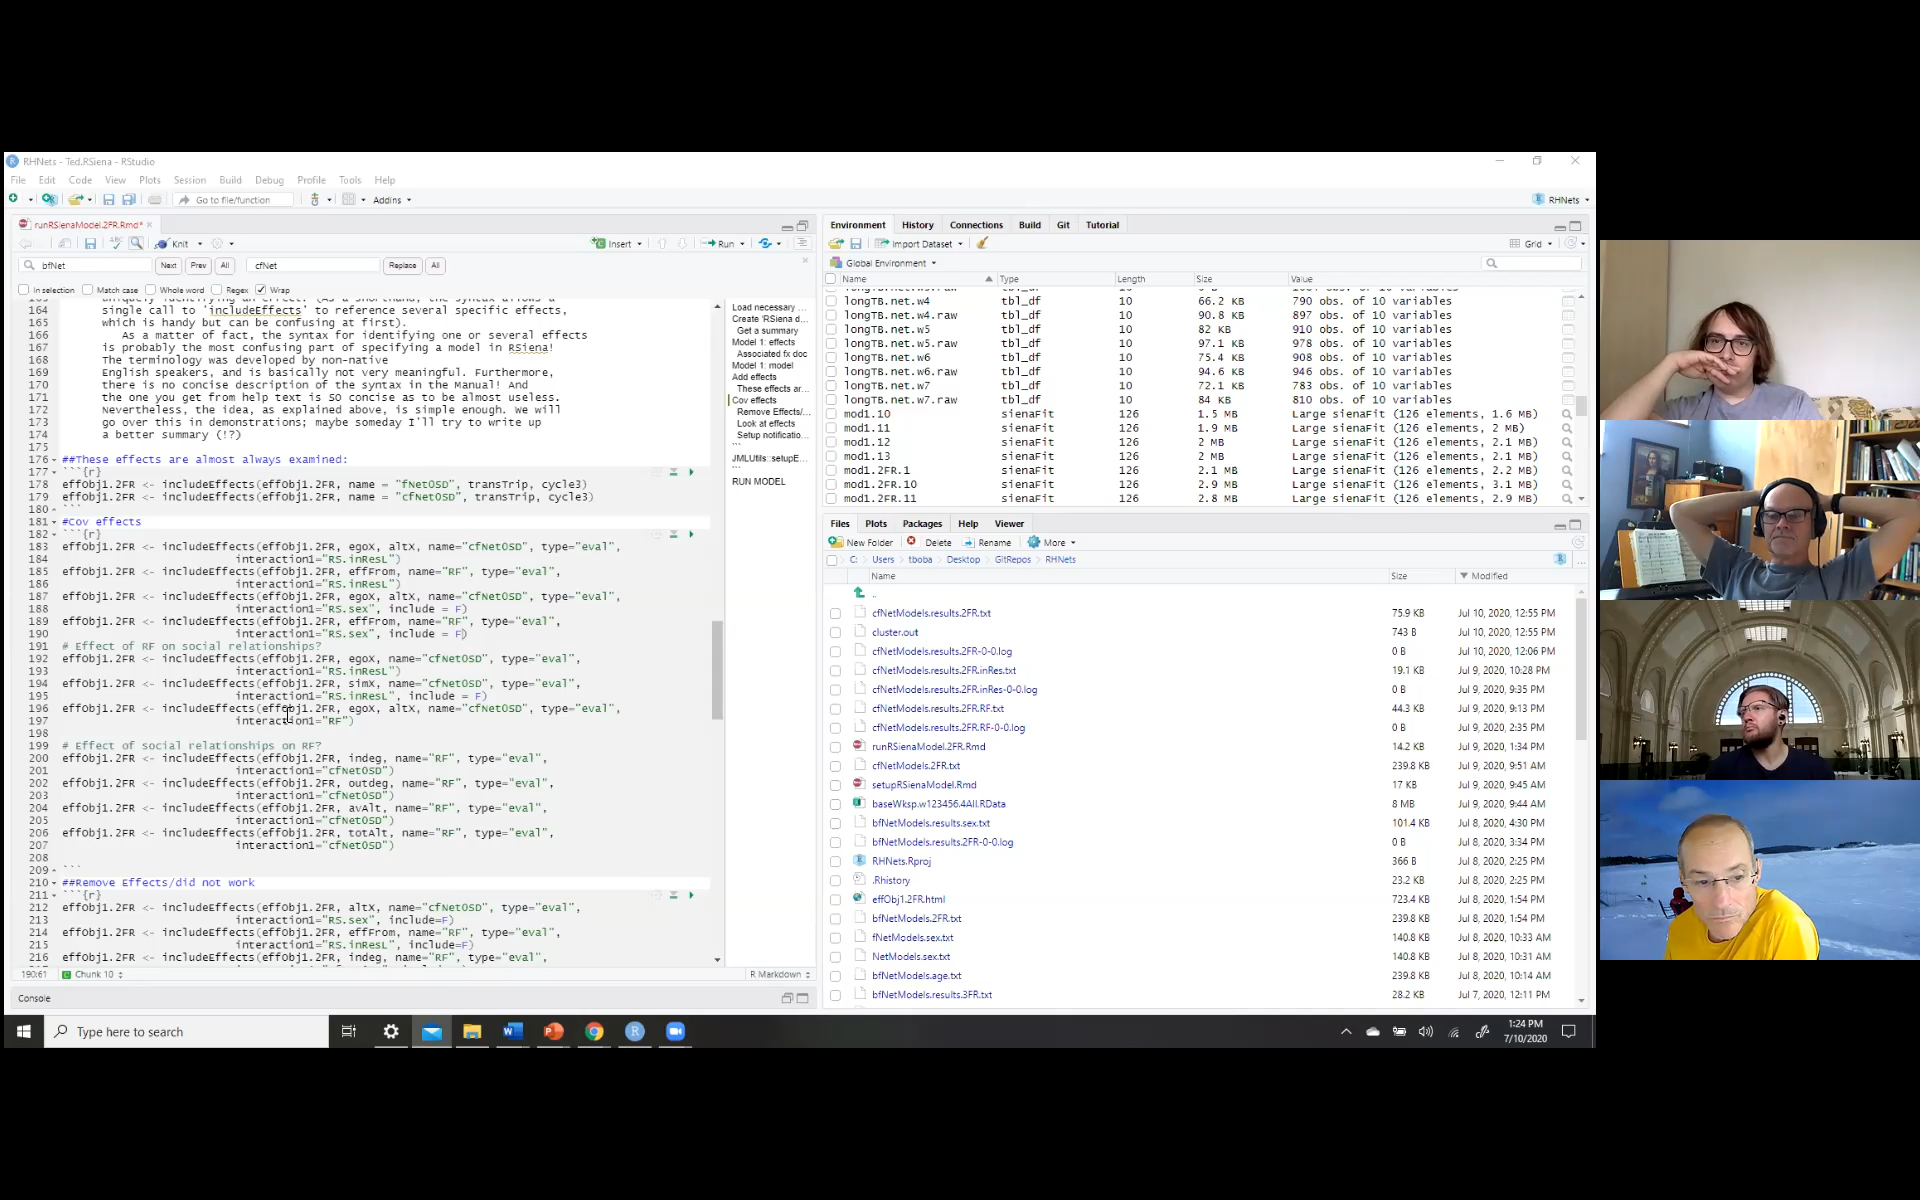 RHNets - Ted.RSiena - RStudio
File Edit Code View Plots Session Build Debug Profile Tools Help
Go to file/function Addins RHNets
runRSienaModel.2FR.Rmd*
Knit Insert Run
bfNet Next Prev All cfNet Replace All
In selection Match case Whole word Regex Wrap
164 single call to 'includeEffects' to reference several specific effects,
165 which is handy but can be confusing at first).
166 As a matter of fact, the syntax for identifying one or several effects
167 is probably the most confusing part of specifying a model in RSiena!
168 The terminology was developed by non-native
169 English speakers, and is basically not very meaningful. Furthermore,
170 there is no concise description of the syntax in the Manual! And
171 the one you get from help text is SO concise as to be almost useless.
172 Nevertheless, the idea, as explained above, is simple enough. We will
173 go over this in demonstrations; maybe someday I'll try to write up
174 a better summary (!?)
175
176 ##These effects are almost always examined:
177 ```{r}
178 effObj1.2FR <- includeEffects(effObj1.2FR, name = "fNetOSD", transTrip, cycle3)
179 effObj1.2FR <- includeEffects(effObj1.2FR, name = "cfNetOSD", transTrip, cycle3)
180 ```
181 #Cov effects
182 ```{r}
183 effObj1.2FR <- includeEffects(effObj1.2FR, egoX, altX, name="cfNetOSD", type="eval",
184 interaction1="RS.inResL")
185 effObj1.2FR <- includeEffects(effObj1.2FR, effFrom, name="RF", type="eval",
186 interaction1="RS.inResL")
187 effObj1.2FR <- includeEffects(effObj1.2FR, egoX, altX, name="cfNetOSD", type="eval",
188 interaction1="RS.sex", include = F)
189 effObj1.2FR <- includeEffects(effObj1.2FR, effFrom, name="RF", type="eval",
190 interaction1="RS.sex", include = F)
191 # Effect of RF on social relationships?
192 effObj1.2FR <- includeEffects(effObj1.2FR, egoX, name="cfNetOSD", type="eval",
193 interaction1="RS.inResL")
194 effObj1.2FR <- includeEffects(effObj1.2FR, simX, name="cfNetOSD", type="eval",
195 interaction1="RS.inResL", include = F)
196 effObj1.2FR <- includeEffects(effObj1.2FR, egoX, altX, name="cfNetOSD", type="eval",
197 interaction1="RF")
198
199 # Effect of social relationships on RF?
200 effObj1.2FR <- includeEffects(effObj1.2FR, indeg, name="RF", type="eval",
201 interaction1="cfNetOSD")
202 effObj1.2FR <- includeEffects(effObj1.2FR, outdeg, name="RF", type="eval",
203 interaction1="cfNetOSD")
204 effObj1.2FR <- includeEffects(effObj1.2FR, avAlt, name="RF", type="eval",
205 interaction1="cfNetOSD")
206 effObj1.2FR <- includeEffects(effObj1.2FR, totAlt, name="RF", type="eval",
207 interaction1="cfNetOSD")
208
209 ```
210 ##Remove Effects/did not work
211 ```{r}
212 effObj1.2FR <- includeEffects(effObj1.2FR, altX, name="cfNetOSD", type="eval",
213 interaction1="RS.sex", include=F)
214 effObj1.2FR <- includeEffects(effObj1.2FR, effFrom, name="RF", type="eval",
215 interaction1="RS.inResL", include=F)
216 effObj1.2FR <- includeEffects(effObj1.2FR, indeg, name="RF", type="eval",
190:61 Chunk 10 R Markdown
Console
Load necessary ...
Create 'RSiena d...
Get a summary
Model 1: effects
Associated fx doc
Model 1: model
Add effects
These effects ar...
Cov effects
Remove Effects/...
Look at effects
Setup notificatio...
JMLUtils::setupE...
RUN MODEL
Environment History Connections Build Git Tutorial
Import Dataset Grid
Global Environment
Name Type Length Size Value
longTB.net.w4 tbl_df 10 66.2 KB 790 obs. of 10 variables
longTB.net.w4.raw tbl_df 10 90.8 KB 897 obs. of 10 variables
longTB.net.w5 tbl_df 10 82 KB 910 obs. of 10 variables
longTB.net.w5.raw tbl_df 10 97.1 KB 978 obs. of 10 variables
longTB.net.w6 tbl_df 10 75.4 KB 908 obs. of 10 variables
longTB.net.w6.raw tbl_df 10 94.6 KB 946 obs. of 10 variables
longTB.net.w7 tbl_df 10 72.1 KB 783 obs. of 10 variables
longTB.net.w7.raw tbl_df 10 84 KB 810 obs. of 10 variables
mod1.10 sienaFit 126 1.5 MB Large sienaFit (126 elements, 1.6 MB)
mod1.11 sienaFit 126 1.9 MB Large sienaFit (126 elements, 2 MB)
mod1.12 sienaFit 126 2 MB Large sienaFit (126 elements, 2.1 MB)
mod1.13 sienaFit 126 2 MB Large sienaFit (126 elements, 2.1 MB)
mod1.2FR.1 sienaFit 126 2.1 MB Large sienaFit (126 elements, 2.2 MB)
mod1.2FR.10 sienaFit 126 2.9 MB Large sienaFit (126 elements, 3.1 MB)
mod1.2FR.11 sienaFit 126 2.8 MB Large sienaFit (126 elements, 2.9 MB)
Files Plots Packages Help Viewer
New Folder Delete Rename More
C: Users tboba Desktop GitRepos RHNets
Name Size Modified
..
cfNetModels.results.2FR.txt 75.9 KB Jul 10, 2020, 12:55 PM
cluster.out 743 B Jul 10, 2020, 12:55 PM
cfNetModels.results.2FR-0-0.log 0 B Jul 10, 2020, 12:06 PM
cfNetModels.results.2FR.inRes.txt 19.1 KB Jul 9, 2020, 10:28 PM
cfNetModels.results.2FR.inRes-0-0.log 0 B Jul 9, 2020, 9:35 PM
cfNetModels.results.2FR.RF.txt 44.3 KB Jul 9, 2020, 9:13 PM
cfNetModels.results.2FR.RF-0-0.log 0 B Jul 9, 2020, 2:35 PM
runRSienaModel.2FR.Rmd 14.2 KB Jul 9, 2020, 1:34 PM
cfNetModels.2FR.txt 239.8 KB Jul 9, 2020, 9:51 AM
setupRSienaModel.Rmd 17 KB Jul 9, 2020, 9:45 AM
baseWksp.w123456.4All.RData 8 MB Jul 9, 2020, 9:44 AM
bfNetModels.results.sex.txt 101.4 KB Jul 8, 2020, 4:30 PM
bfNetModels.results.2FR-0-0.log 0 B Jul 8, 2020, 3:34 PM
RHNets.Rproj 366 B Jul 8, 2020, 2:25 PM
.Rhistory 23.2 KB Jul 8, 2020, 2:25 PM
effObj1.2FR.html 723.4 KB Jul 8, 2020, 1:54 PM
bfNetModels.2FR.txt 239.8 KB Jul 8, 2020, 1:54 PM
fNetModels.sex.txt 140.8 KB Jul 8, 2020, 10:33 AM
NetModels.sex.txt 140.8 KB Jul 8, 2020, 10:31 AM
bfNetModels.age.txt 239.8 KB Jul 8, 2020, 10:14 AM
bfNetModels.results.3FR.txt 28.2 KB Jul 7, 2020, 12:11 PM
Type here to search
1:24 PM
7/10/2020